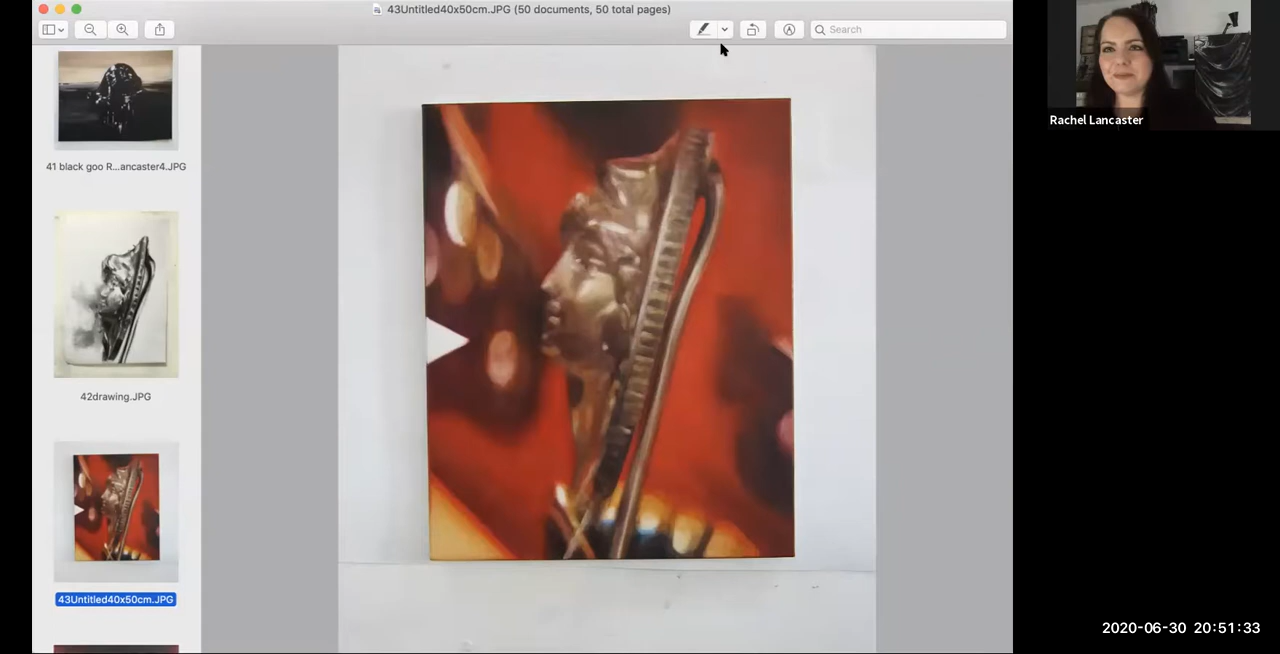 43Untitled40x50cm.JPG (50 documents, 50 total pages)
Search
Rachel Lancaster
41 black goo R...ancaster4.JPG
42drawing.JPG
43Untitled40x50cm.JPG
2020-06-30 20:51:33